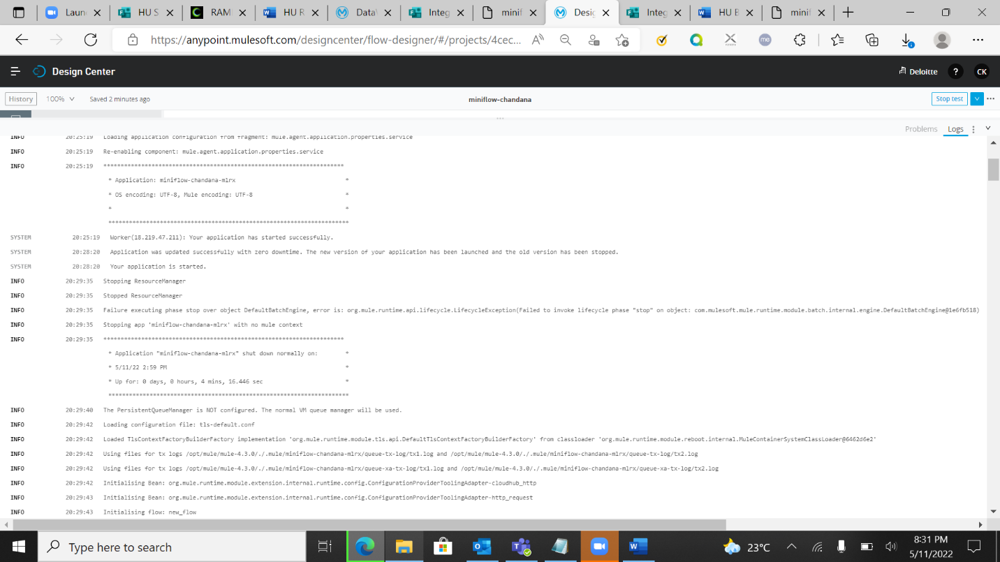 Laun
HU S
RAMI
HU R
DataW
Integ
minif
Desig
Integ
HU B
minif
https://anypoint.mulesoft.com/designcenter/flow-designer/#/projects/4cec...
me
Design Center
Deloitte ? CK
History 100% Saved 2 minutes ago miniflow-chandana Stop test
Problems Logs
INFO 20:25:19 Loading application configuration from fragment: mule.agent.application.properties.service
INFO 20:25:19 Re-enabling component: mule.agent.application.properties.service
INFO 20:25:19 **********************************************************************
* Application: miniflow-chandana-mlrx *
* OS encoding: UTF-8, Mule encoding: UTF-8 *
* *
**********************************************************************
SYSTEM 20:25:19 Worker(18.219.47.211): Your application has started successfully.
SYSTEM 20:28:20 Application was updated successfully with zero downtime. The new version of your application has been launched and the old version has been stopped.
SYSTEM 20:28:20 Your application is started.
INFO 20:29:35 Stopping ResourceManager
INFO 20:29:35 Stopped ResourceManager
INFO 20:29:35 Failure executing phase stop over object DefaultBatchEngine, error is: org.mule.runtime.api.lifecycle.LifecycleException(Failed to invoke lifecycle phase "stop" on object: com.mulesoft.mule.runtime.module.batch.internal.engine.DefaultBatchEngine@1e6fb518)
INFO 20:29:35 Stopping app 'miniflow-chandana-mlrx' with no mule context
INFO 20:29:35 **********************************************************************
* Application "miniflow-chandana-mlrx" shut down normally on: *
* 5/11/22 2:59 PM *
* Up for: 0 days, 0 hours, 4 mins, 16.446 sec *
**********************************************************************
INFO 20:29:40 The PersistentQueueManager is NOT configured. The normal VM queue manager will be used.
INFO 20:29:42 Loading configuration file: tls-default.conf
INFO 20:29:42 Loaded TlsContextFactoryBuilderFactory implementation 'org.mule.runtime.module.tls.api.DefaultTlsContextFactoryBuilderFactory' from classloader 'org.mule.runtime.module.reboot.internal.MuleContainerSystemClassLoader@6462d6e2'
INFO 20:29:42 Using files for tx logs /opt/mule/mule-4.3.0/./.mule/miniflow-chandana-mlrx/queue-tx-log/tx1.log and /opt/mule/mule-4.3.0/./.mule/miniflow-chandana-mlrx/queue-tx-log/tx2.log
INFO 20:29:42 Using files for tx logs /opt/mule/mule-4.3.0/./.mule/miniflow-chandana-mlrx/queue-xa-tx-log/tx1.log and /opt/mule/mule-4.3.0/./.mule/miniflow-chandana-mlrx/queue-xa-tx-log/tx2.log
INFO 20:29:42 Initialising Bean: org.mule.runtime.module.extension.internal.runtime.config.ConfigurationProviderToolingAdapter-cloudhub_http
INFO 20:29:43 Initialising Bean: org.mule.runtime.module.extension.internal.runtime.config.ConfigurationProviderToolingAdapter-http_request
INFO 20:29:43 Initialising flow: new_flow
Type here to search
23°C
8:31 PM
5/11/2022